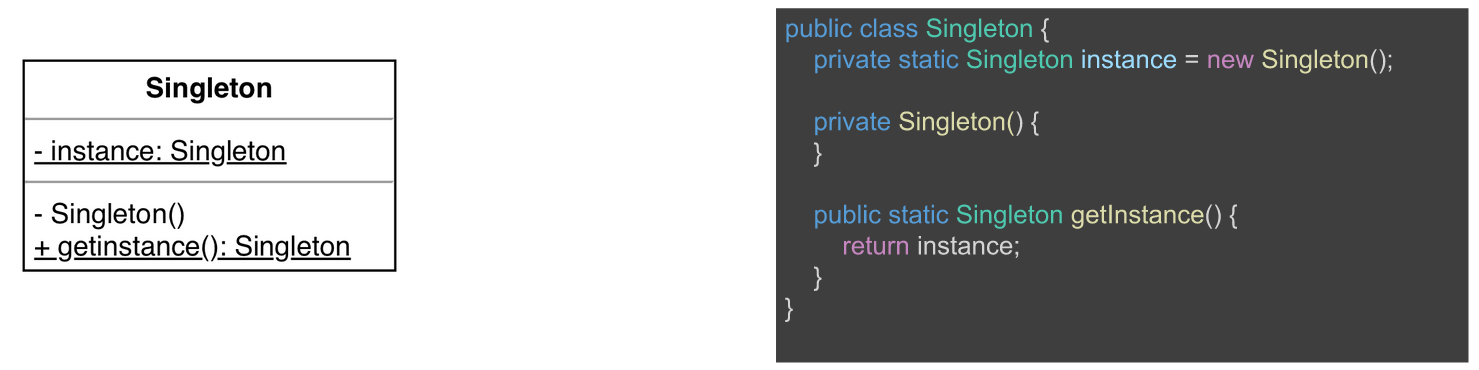 Singleton
- instance: Singleton
- Singleton()
+ getinstance(): Singleton
public class Singleton {
private static Singleton instance = new Singleton();
private Singleton() {
}
public static Singleton getInstance() {
return instance;
}
}